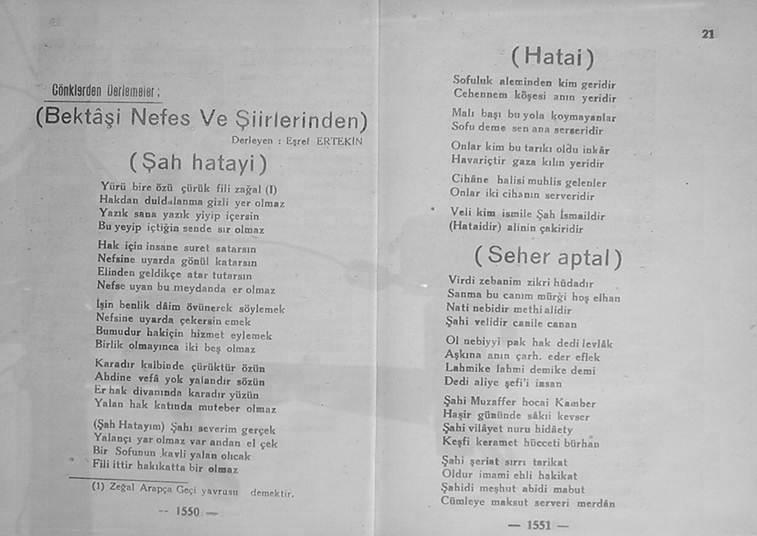 Cönklerden Derlemeler :
(Bektâşi Nefes Ve Şiirlerinden)
Derleyen : Eşref ERTEKİN
(Şah hatayi)
Yürü bire özü çürük fili zağal (I)
Hakdan duldalanma gizli yer olmaz
Yazık sana yazık yiyip içersin
Bu yeyip içtiğin sende sır olmaz
Hak için insane suret satarsın
Nefsine uyarda gönül katarsın
Elinden geldikçe atar tutarsın
Nefse uyan bu meydanda er olmaz
İşin benlik dâim övünerek söylemek
Nefsine uyarda çekersin emek
Bumudur hakiçin hizmet eylemek
Birlik olmayınca iki beş olmaz
Karadır kalbinde çürüktür özün
Ahdine vefâ yok yalandır sözün
Er hak divanında karadır yüzün
Yalan hak katında muteber olmaz
(Şah Hatayım) Şahı severim gerçek
Yalançı yar olmaz var andan el çek
Bir Sofunun kavli yalan olıcak
Fili ittir hakıkatta bir olmaz
(1) Zeğal Arapça Geçi yavrusu demektir.
— 1550 —
21
(Hatai)
Sofuluk aleminden kim geridir
Cehennem köşesi anın yeridir
Malı başı bu yola koymayanlar
Sofu deme sen ana serseridir
Onlar kim bu tarıkı oldu inkâr
Havariçtir gaza kılın yeridir
Cihâne halisi muhlis gelenler
Onlar iki cihanın serveridir
Veli kim ismile Şah İsmaildir
(Hataidir) alinin çakiridir
(Seher aptal)
Virdi zebanim zikri hüdadır
Sanma bu canım mürği hoş elhan
Nati nebidir methi alidir
Şahi velidir canile canan
Ol nebiyyi pak hak dedi levlâk
Aşkına anın çarh. eder eflek
Lahmike lahmi demike demi
Dedi aliye şefi'i insan
Şahi Muzaffer hocai Kamber
Haşir gününde sâkii kevser
Şahi vilâyet nuru hidâety
Keşfi keramet hücceti bürhan
Şahi şeriat sırrı tarikat
Oldur imami ehli hakikat
Şahidi meşhut abidi mabut
Cümleye maksut serveri merdân
— 1551 —